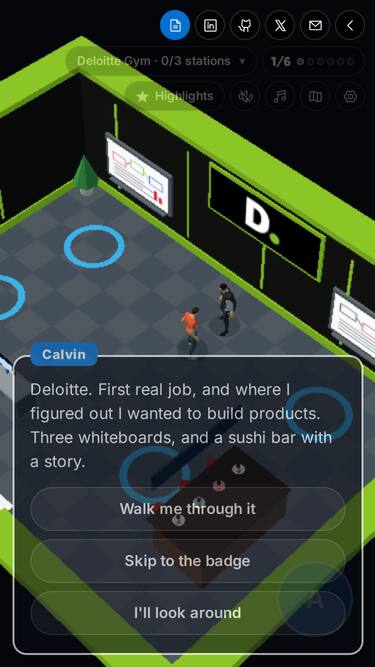 Deloitte Gym · 0/3 stations ▾
1/6
Highlights
D.
Calvin
Deloitte. First real job, and where I
figured out I wanted to build products.
Three whiteboards, and a sushi bar with
a story.
Walk me through it
Skip to the badge
I'll look around
A